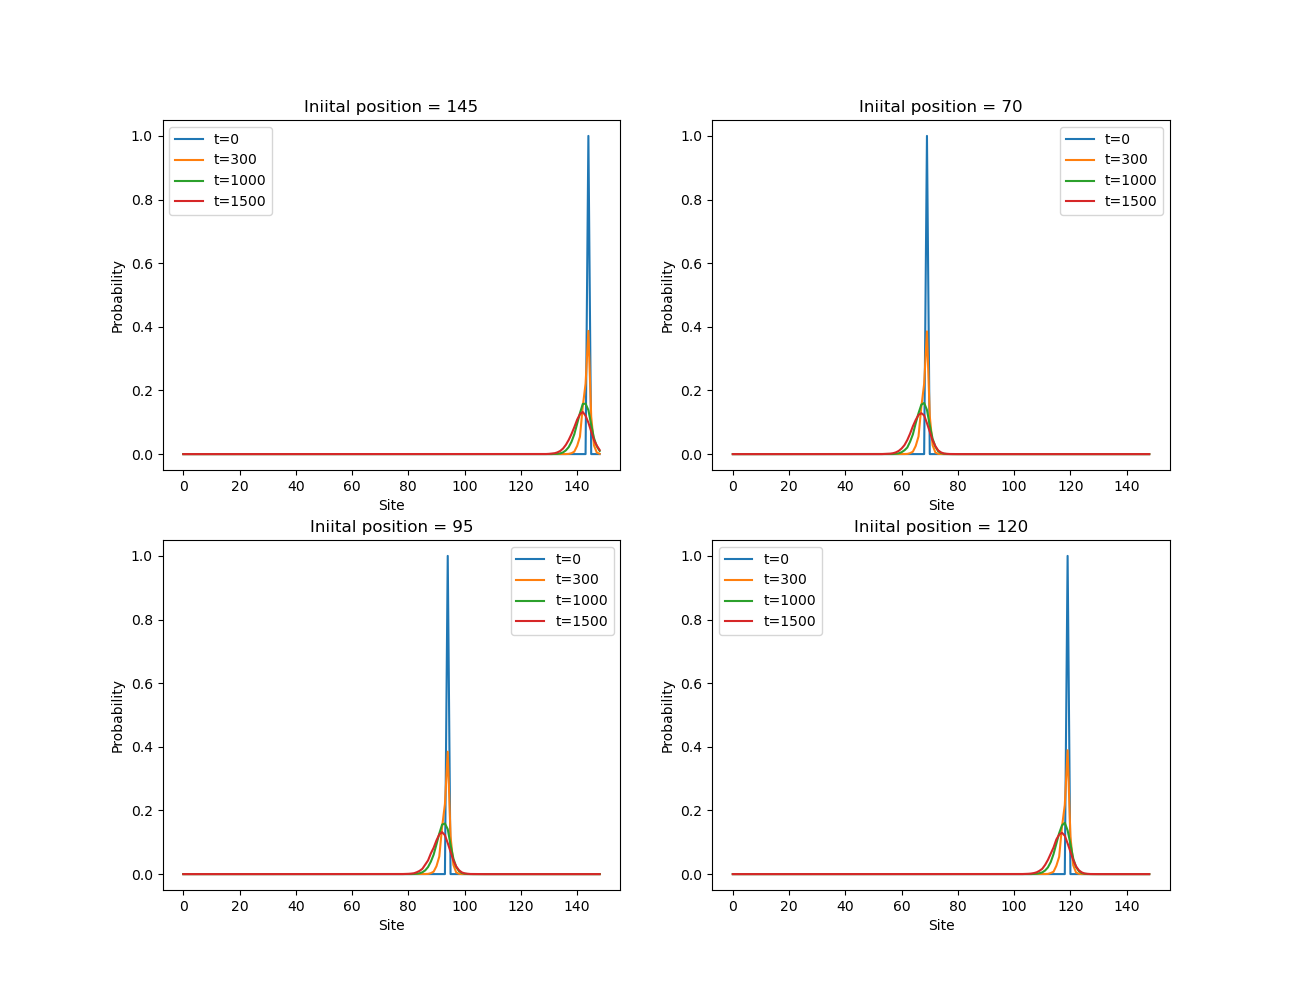 Iniital position = 145
1.0
0.8
0.6
0.4
0.2
0.0
Probability
t=0
t=300
t=1000
t=1500
0 20 40 60 80 100 120 140
Site
Iniital position = 70
1.0
0.8
0.6
0.4
0.2
0.0
Probability
t=0
t=300
t=1000
t=1500
0 20 40 60 80 100 120 140
Site
Iniital position = 95
1.0
0.8
0.6
0.4
0.2
0.0
Probability
t=0
t=300
t=1000
t=1500
0 20 40 60 80 100 120 140
Site
Iniital position = 120
1.0
0.8
0.6
0.4
0.2
0.0
Probability
t=0
t=300
t=1000
t=1500
0 20 40 60 80 100 120 140
Site